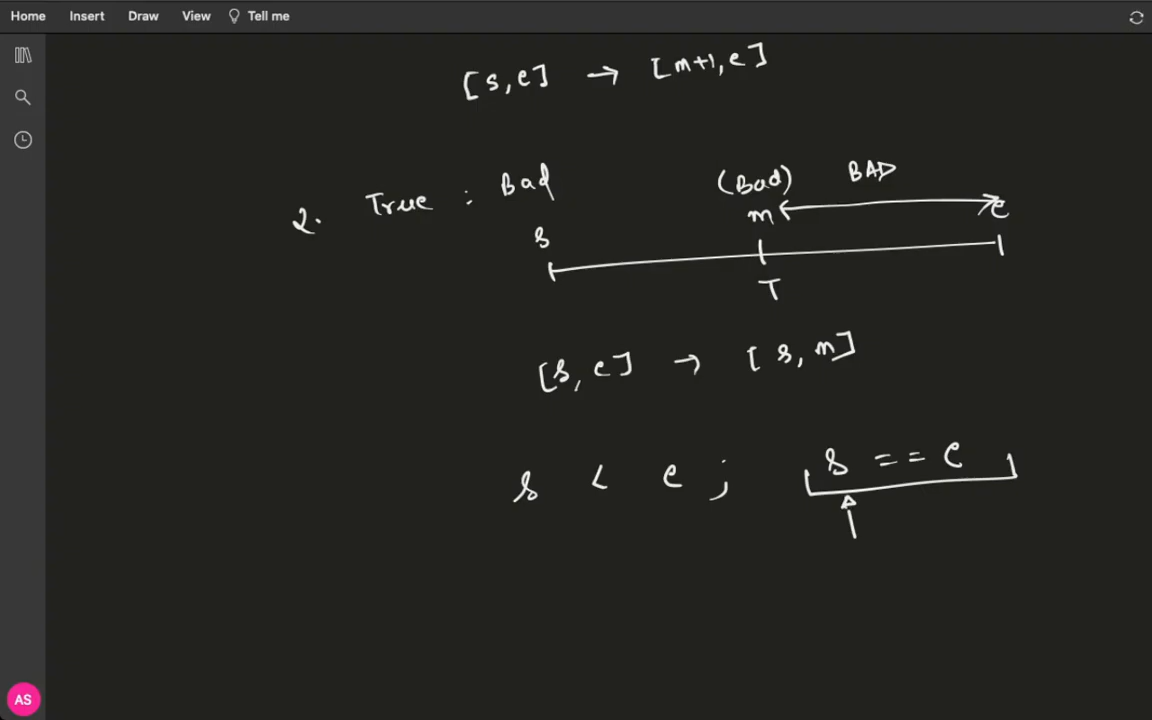 Home Insert Draw View Tell me
[s,e] → [m+1,e]
2. True : Bad (Bad) BAD
s m e
T
[s,e] → [s,m]
s < e ; s == e
AS